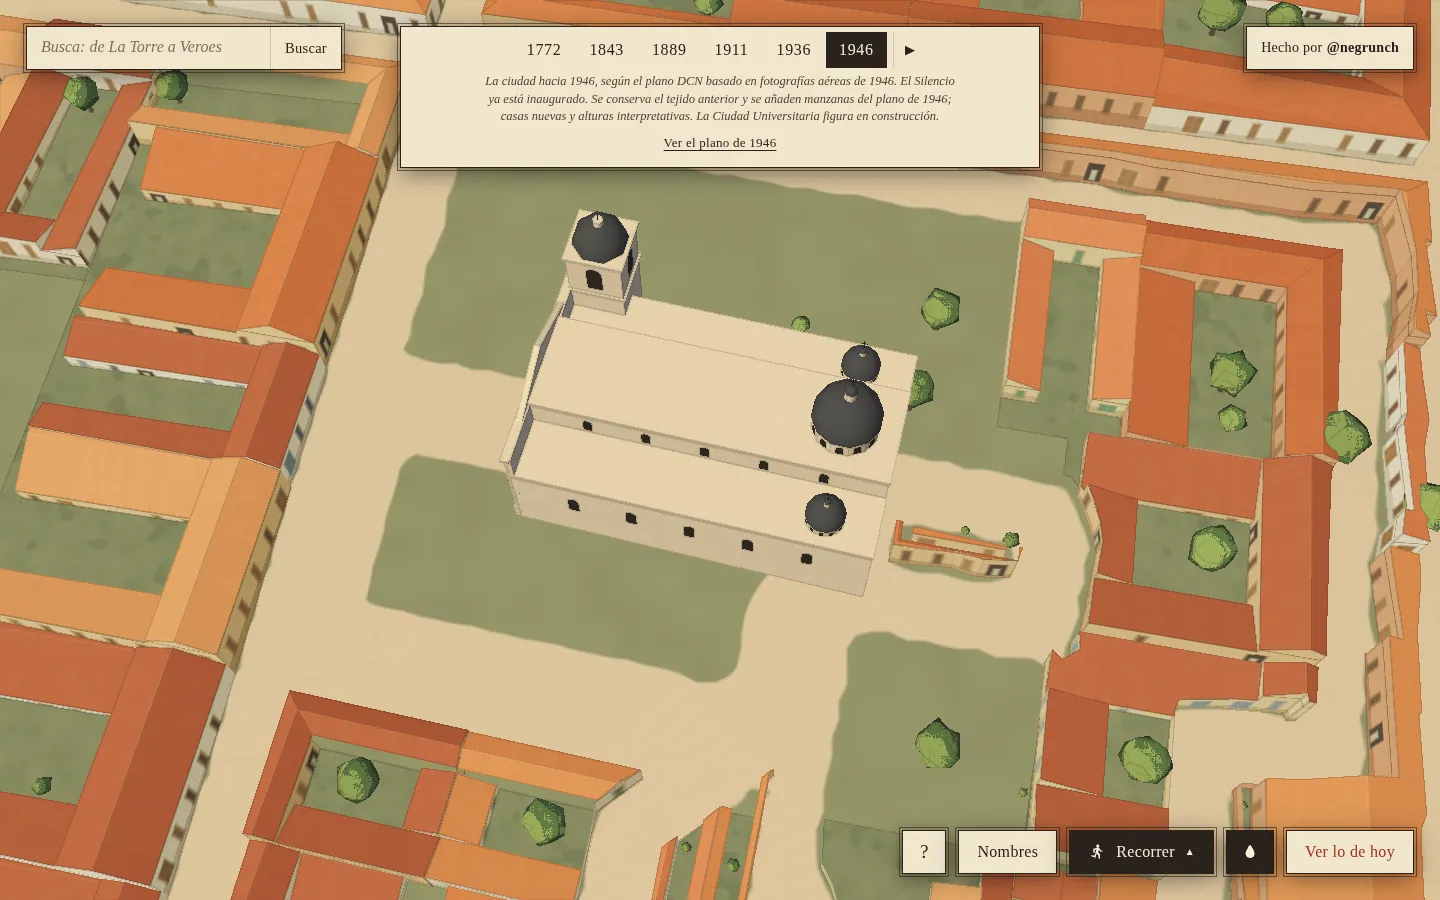 Busca: de La Torre a Veroes
Buscar
1772 1843 1889 1911 1936 1946
La ciudad hacia 1946, según el plano DCN basado en fotografías aéreas de 1946. El Silencio
ya está inaugurado. Se conserva el tejido anterior y se añaden manzanas del plano de 1946;
casas nuevas y alturas interpretativas. La Ciudad Universitaria figura en construcción.
Ver el plano de 1946
Hecho por @negrunch
?
Nombres
Recorrer
Ver lo de hoy